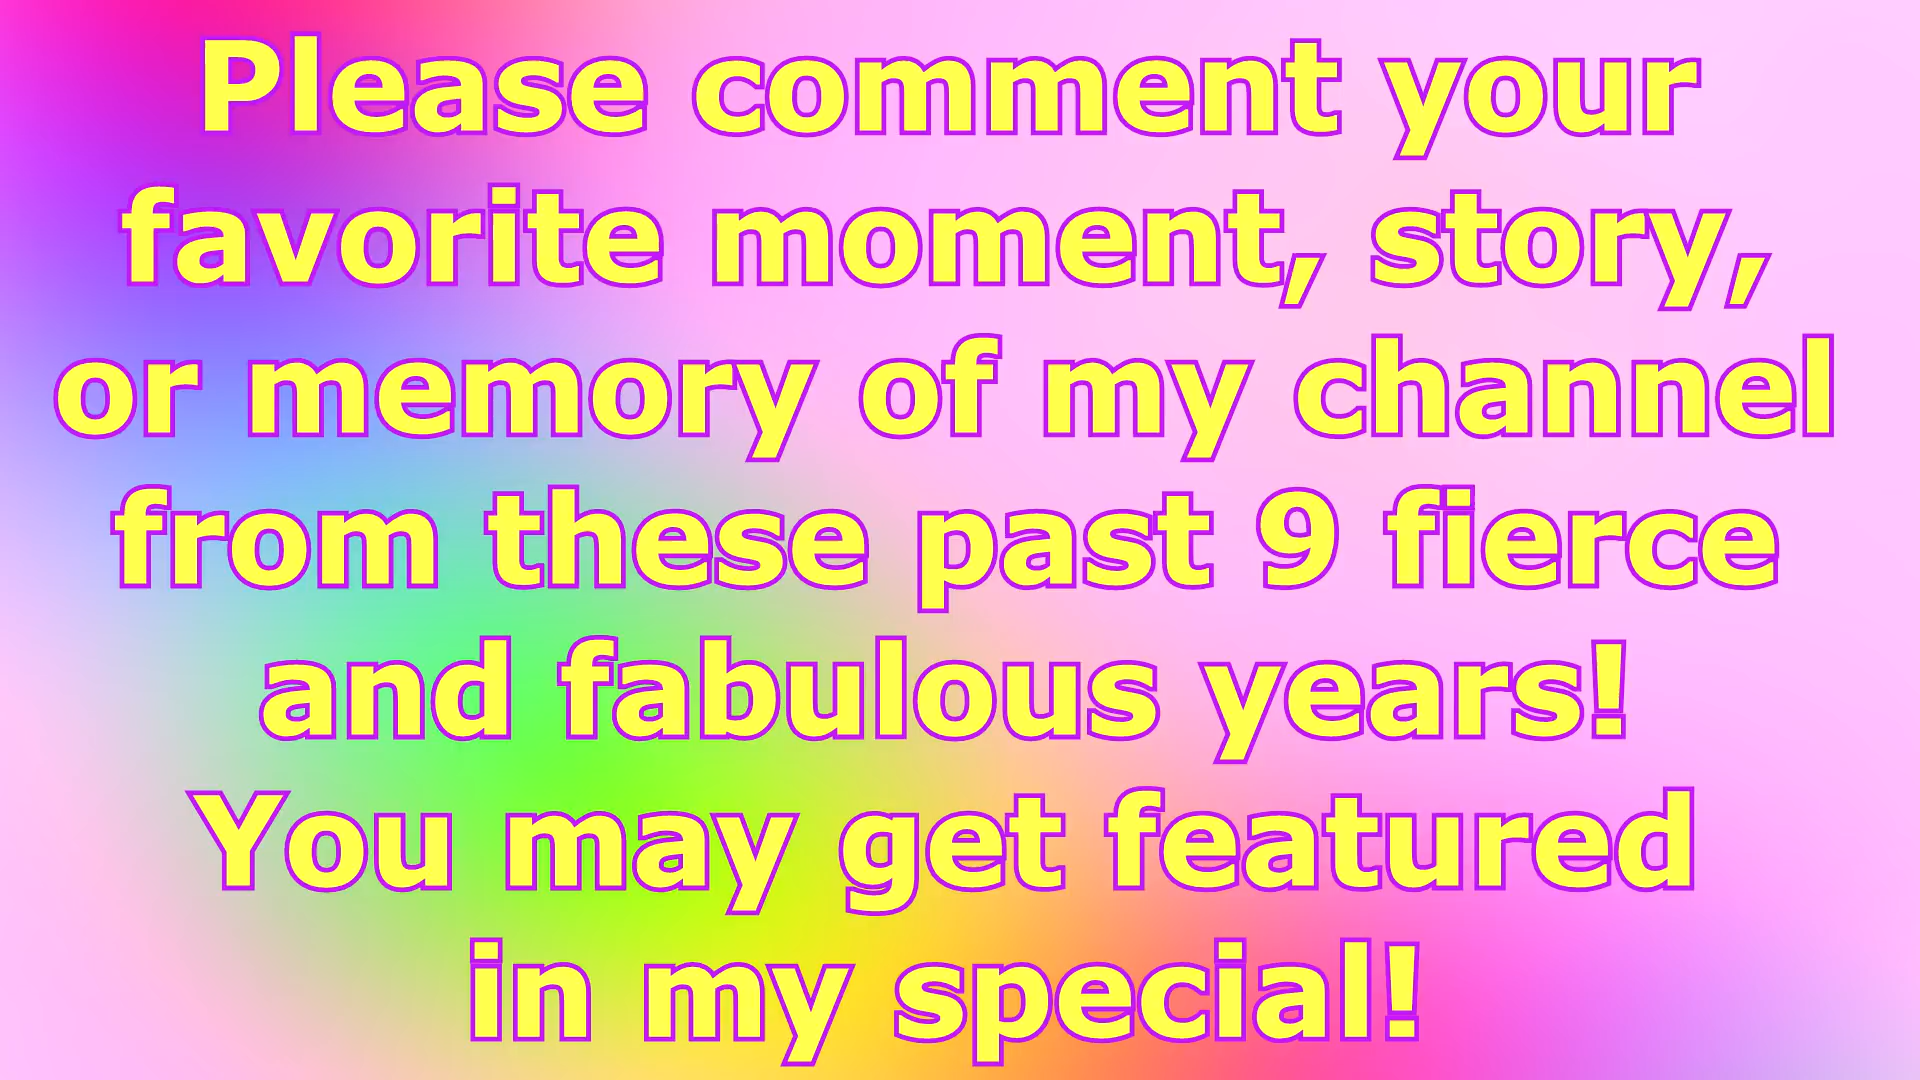 Please comment your
favorite moment, story,
or memory of my channel
from these past 9 fierce
and fabulous years!
You may get featured
in my special!